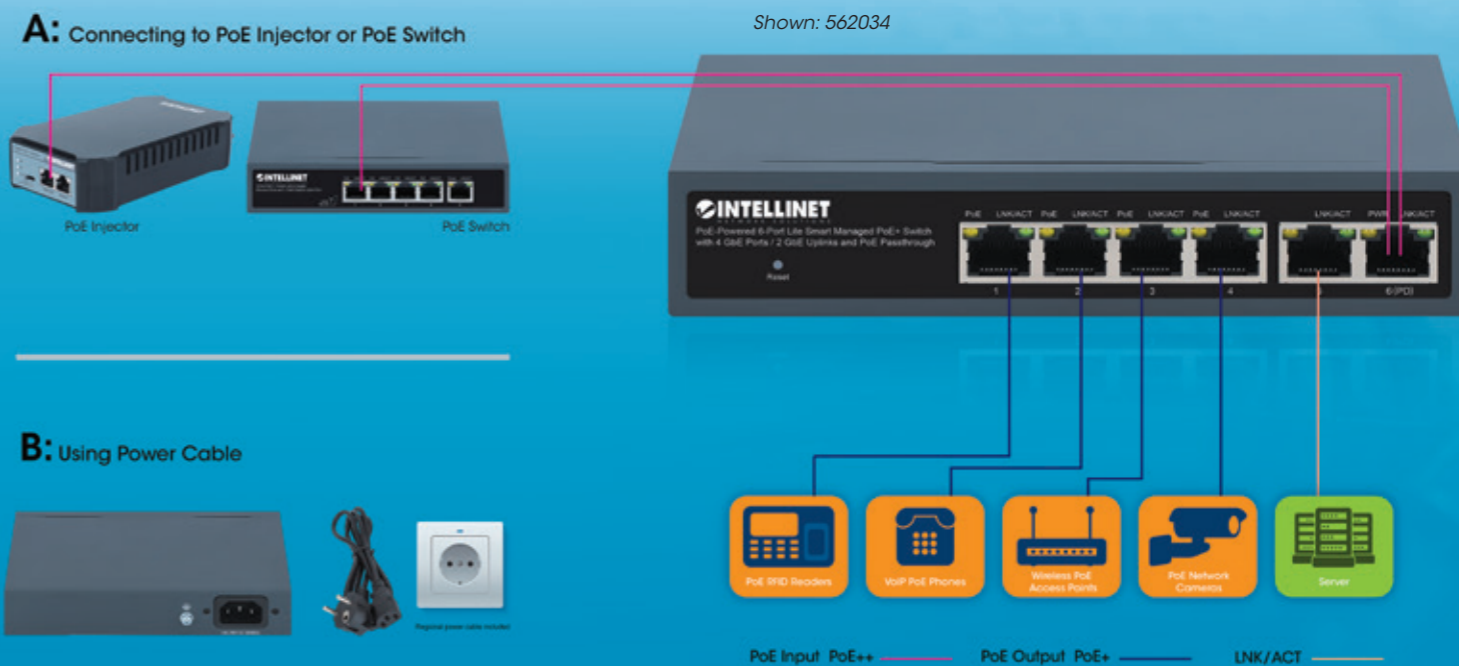 A: Connecting to PoE Injector or PoE Switch
Shown: 562034
PoE Injector
INTELLINET
PoE Switch
INTELLINET
NETWORK SOLUTIONS
PoE-Powered 6-Port Lite Smart Managed PoE+ Switch
with 4 GbE Ports / 2 GbE Uplinks and PoE Passthrough
Reset
PoE LNK/ACT PoE LNK/ACT PoE LNK/ACT PoE LNK/ACT LNK/ACT PWR LNK/ACT
1 2 3 4 5 6(PD)
B: Using Power Cable
Regional power cable included
PoE RFID Readers
VoIP PoE Phones
Wireless PoE
Access Points
PoE Network
Cameras
Server
PoE Input PoE++
PoE Output PoE+
LNK/ACT